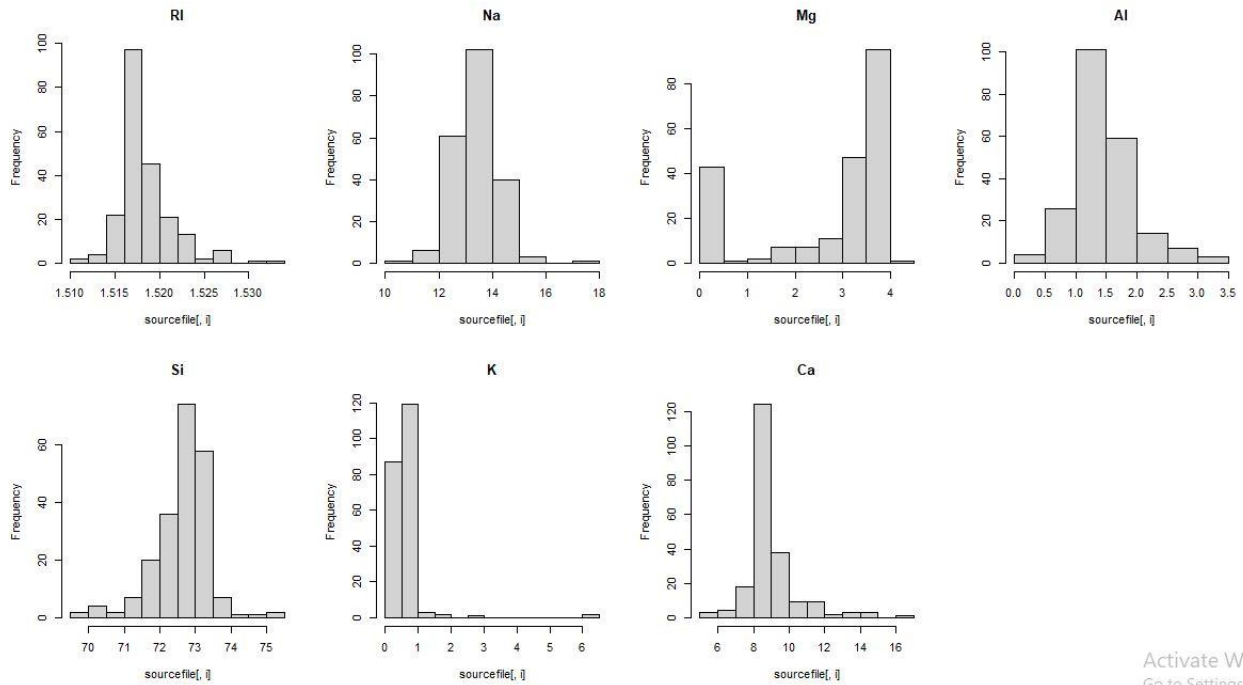 RI
Na
Mg
Al
Frequency
0 20 40 60 80 100
1.510 1.515 1.520 1.525 1.530
sourcefile[, i]
Frequency
0 20 40 60 80 100
10 12 14 16 18
sourcefile[, i]
Frequency
0 20 40 60 80
0 1 2 3 4
sourcefile[, i]
Frequency
0 20 40 60 80 100
0.0 0.5 1.0 1.5 2.0 2.5 3.0 3.5
sourcefile[, i]
Si
K
Ca
Frequency
0 20 40 60
70 71 72 73 74 75
sourcefile[, i]
Frequency
0 20 40 60 80 100 120
0 1 2 3 4 5 6
sourcefile[, i]
Frequency
0 20 40 60 80 100 120
6 8 10 12 14 16
sourcefile[, i]
Activate W
Go to Settings